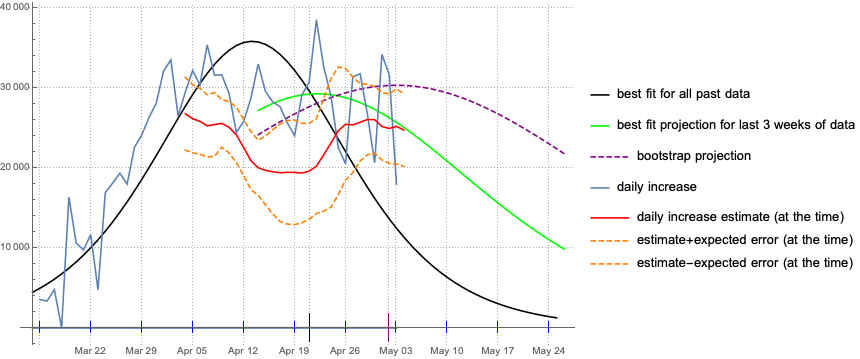 40 000
30 000
20 000
10 000
Mar 22 Mar 29 Apr 05 Apr 12 Apr 19 Apr 26 May 03 May 10 May 17 May 24
best fit for all past data
best fit projection for last 3 weeks of data
bootstrap projection
daily increase
daily increase estimate (at the time)
estimate+expected error (at the time)
estimate−expected error (at the time)